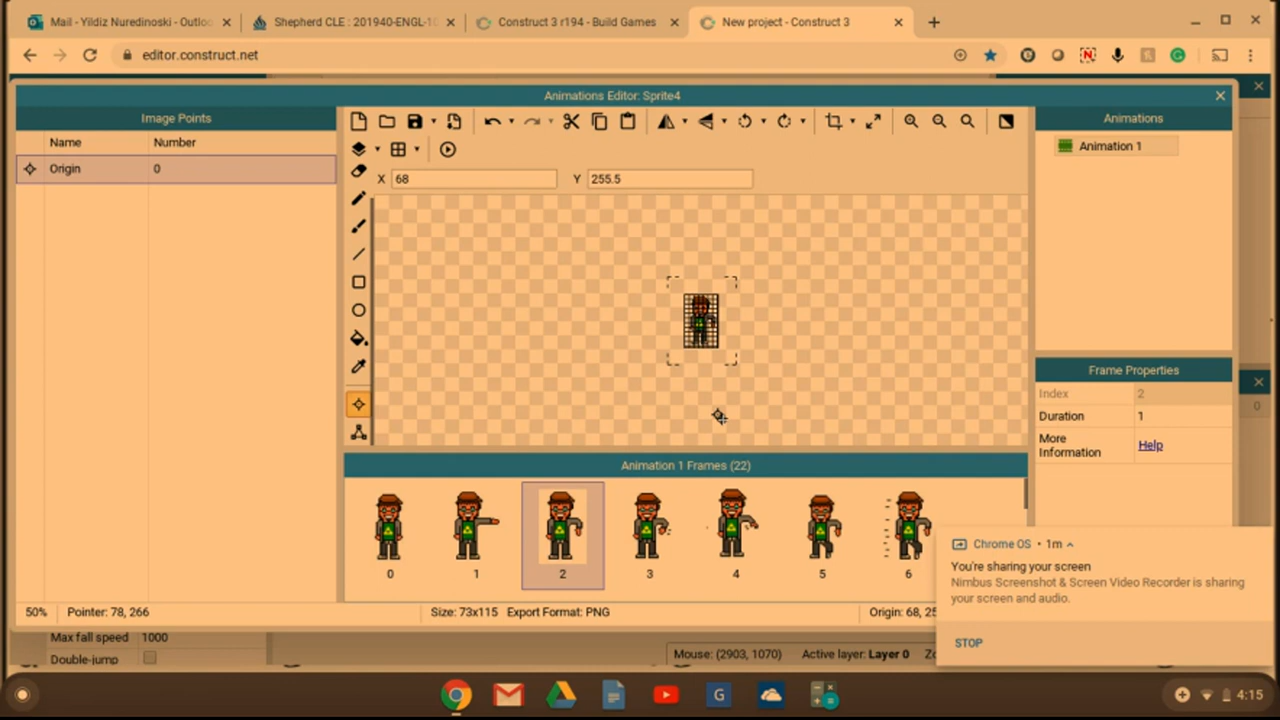 Mail - Yildiz Nuredinoski - Outloo
Shepherd CLE : 201940-ENGL-10
Construct 3 r194 - Build Games
New project - Construct 3
editor.construct.net
Animations Editor: Sprite4
Image Points
Name Number
Origin 0
X 68 Y 255.5
Animations
Animation 1
Frame Properties
Index 2
Duration 1
More Information Help
Animation 1 Frames (22)
0 1 2 3 4 5 6
50% Pointer: 78, 266 Size: 73x115 Export Format: PNG Origin: 68, 25
Chrome OS • 1m
You're sharing your screen
Nimbus Screenshot & Screen Video Recorder is sharing
your screen and audio.
STOP
Max fall speed 1000
Double-jump
Mouse: (2903, 1070) Active layer: Layer 0 Zo
0
4:15